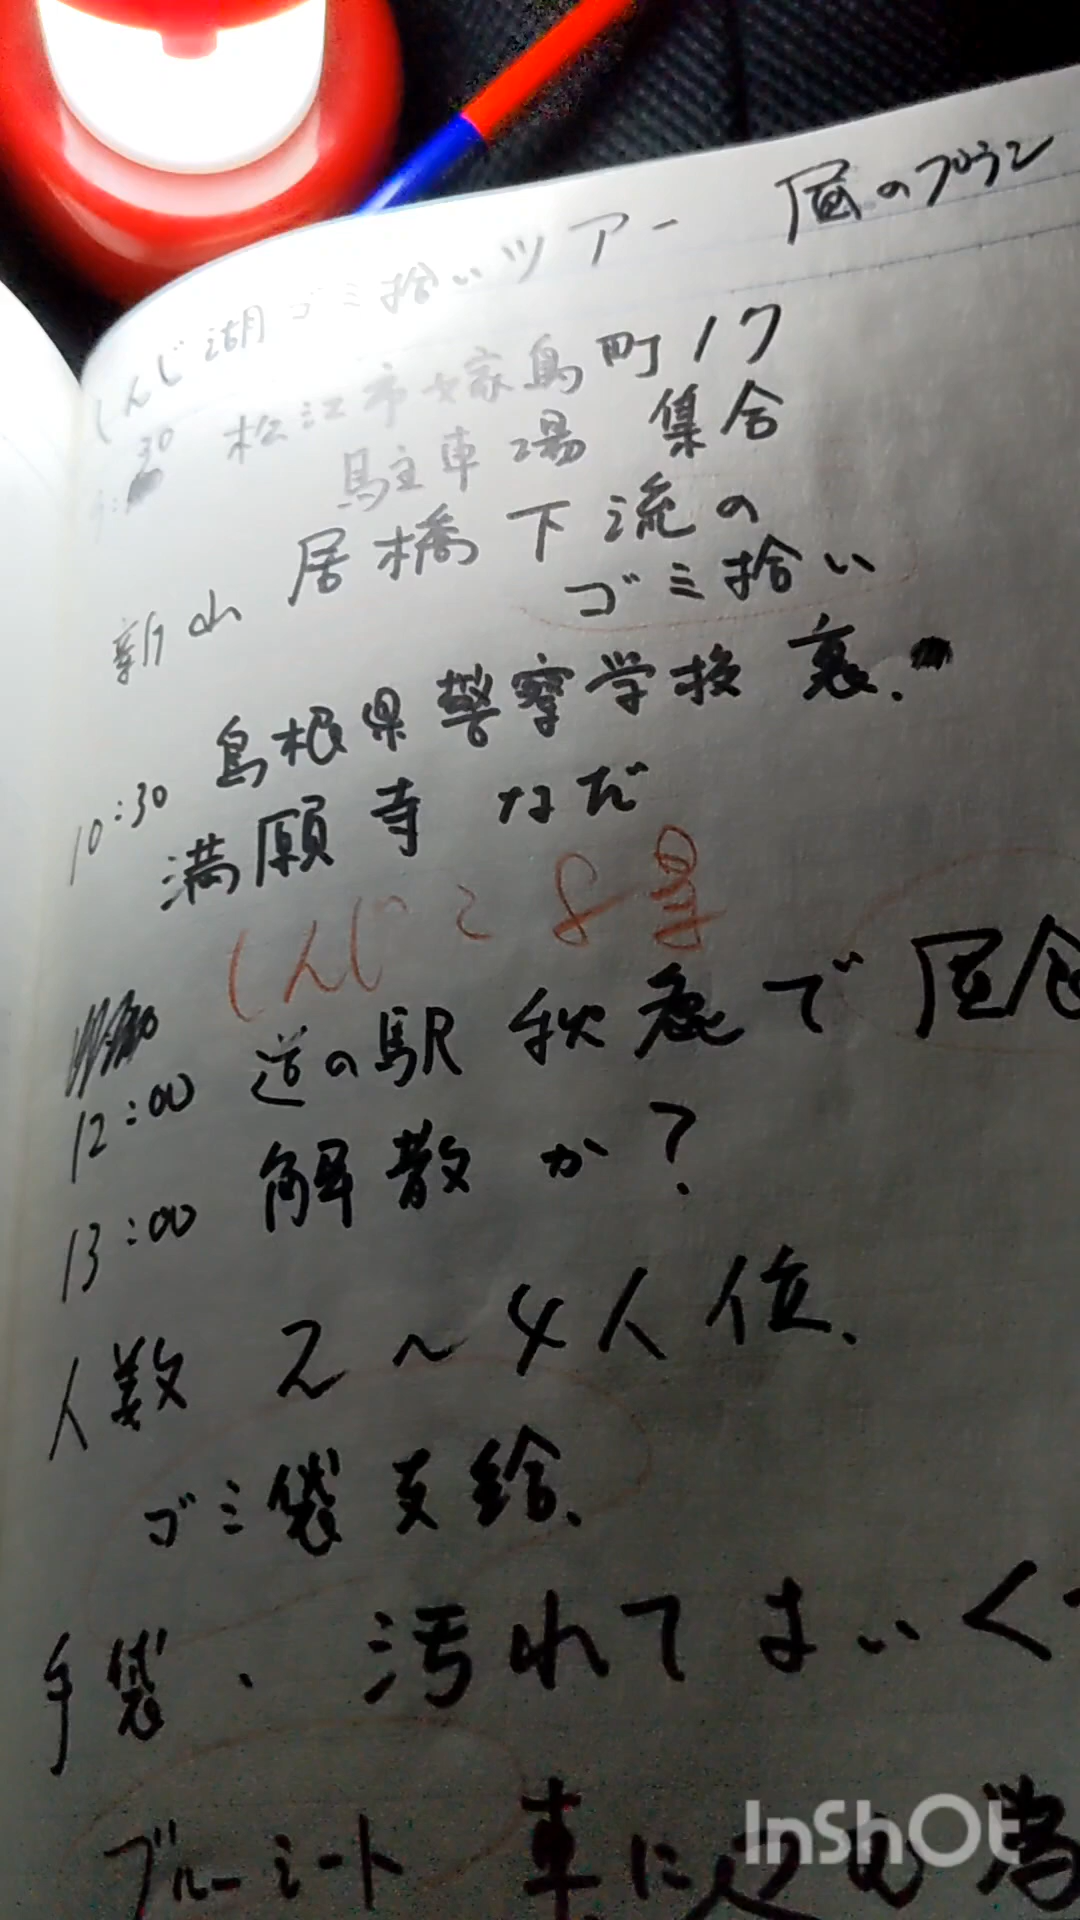 しんじ湖ゴミ拾いツアー 昼のプラン
:30 松江市嫁島町17
駐車場 集合
新山居橋下流の
ゴミ拾い
10:30 島根県警察学校裏.
満願寺なだ
しんじこ8景
12:00 道の駅秋鹿で昼食
13:00 解散か?
人数 2~4人位、
ゴミ袋支給、
手袋、汚れてよいく
ブルーシート 車に
InShOt